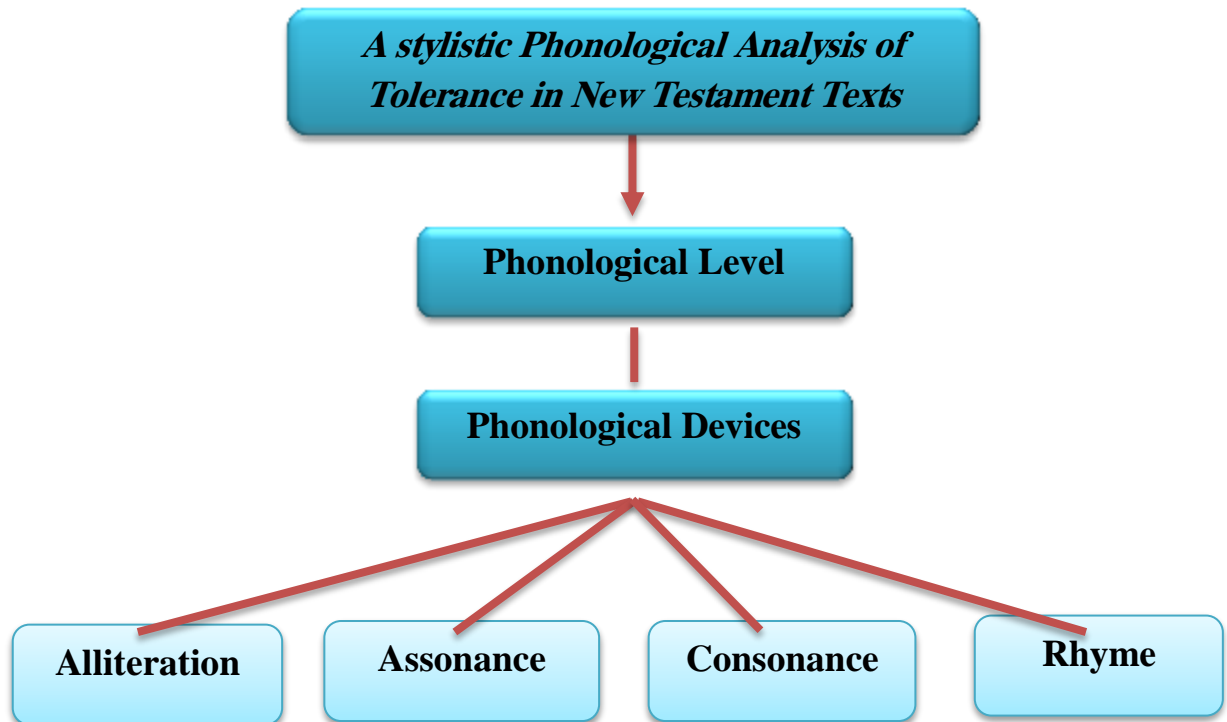 A stylistic Phonological Analysis of
Tolerance in New Testament Texts
Phonological Level
Phonological Devices
Alliteration
Assonance
Consonance
Rhyme